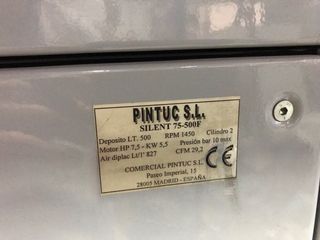 PINTUC S.L.
SILENT 75-500F
Deposito LT. 500 RPM 1450 Cilindro 2
Motor HP 7,5 - KW 5,5 Presión bar 10 max
Air diplac Lt/1' 827 CFM 29,2
CE
COMERCIAL PINTUC S.L.
Paseo Imperial, 15
28005 MADRID - ESPAÑA